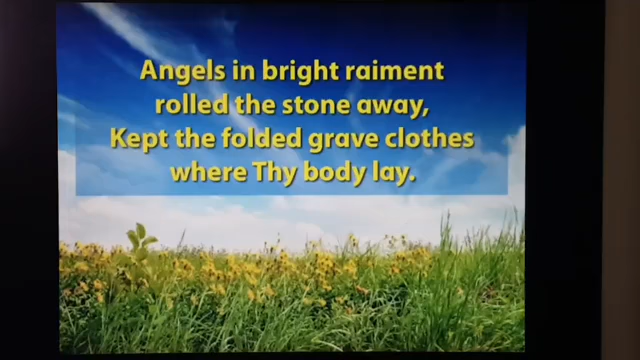 Angels in bright raiment
rolled the stone away,
Kept the folded grave clothes
where Thy body lay.